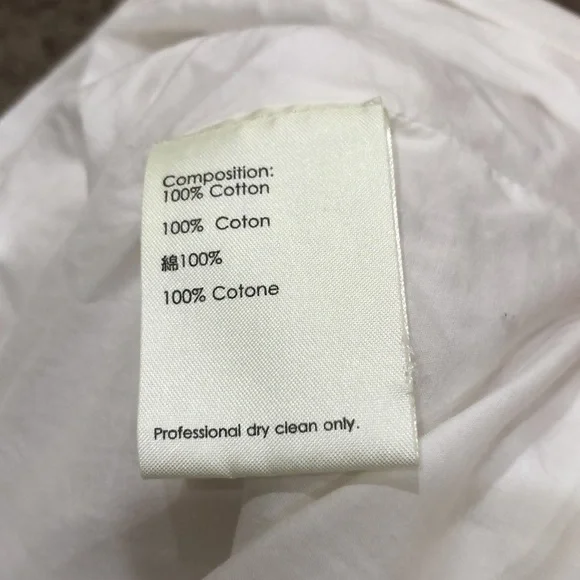 Composition:
100% Cotton
100% Coton
綿100%
100% Cotone
Professional dry clean only.